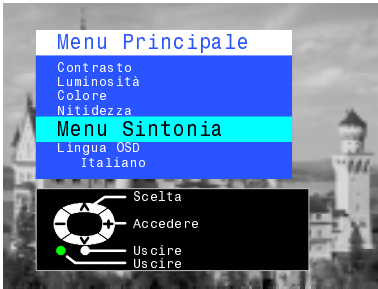 Menu Principale
Contrasto
Luminosità
Colore
Nitidezza
Menu Sintonia
Lingua OSD
Italiano
Scelta
Accedere
Uscire
Uscire